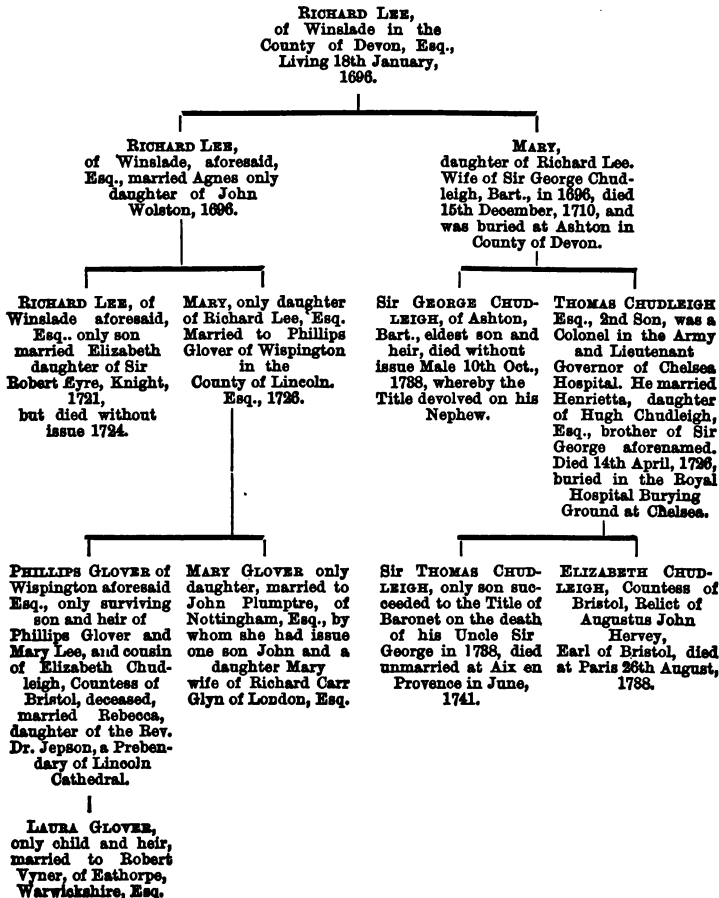 RICHARD LEE,
of Winslade in the
County of Devon, Esq.,
Living 18th January,
1696.
RICHARD LEE,
of Winslade, aforesaid,
Esq., married Agnes only
daughter of John
Wolston, 1696.
MARY,
daughter of Richard Lee.
Wife of Sir George Chud-
leigh, Bart., in 1696, died
15th December, 1710, and
was buried at Ashton in
County of Devon.
RICHARD LEE, of
Winslade aforesaid,
Esq.. only son
married Elizabeth
daughter of Sir
Robert Eyre, Knight,
1721,
but died without
issue 1724.
MARY, only daughter
of Richard Lee, Esq.
Married to Phillips
Glover of Wispington
in the
County of Lincoln.
Esq., 1726.
Sir GEORGE CHUD-
LEIGH, of Ashton,
Bart., eldest son and
heir, died without
issue Male 10th Oct.,
1738, whereby the
Title devolved on his
Nephew.
THOMAS CHUDLEIGH
Esq., 2nd Son, was a
Colonel in the Army
and Lieutenant
Governor of Chelsea
Hospital. He married
Henrietta, daughter
of Hugh Chudleigh,
Esq., brother of Sir
George aforenamed.
Died 14th April, 1726,
buried in the Royal
Hospital Burying
Ground at Chelsea.
PHILLIPS GLOVER of
Wispington aforesaid
Esq., only surviving
son and heir of
Phillips Glover and
Mary Lee, and cousin
of Elizabeth Chud-
leigh, Countess of
Bristol, deceased,
married Rebecca,
daughter of the Rev.
Dr. Jepson, a Preben-
dary of Lincoln
Cathedral.
MARY GLOVER only
daughter, married to
John Plumptre, of
Nottingham, Esq., by
whom she had issue
one son John and a
daughter Mary
wife of Richard Carr
Glyn of London, Esq.
Sir THOMAS CHUD-
LEIGH, only son suc-
ceeded to the Title of
Baronet on the death
of his Uncle Sir
George in 1738, died
unmarried at Aix en
Provence in June,
1741.
ELIZABETH CHUD-
LEIGH, Countess of
Bristol, Relict of
Augustus John
Hervey,
Earl of Bristol, died
at Paris 26th August,
1788.
LAURA GLOVER,
only child and heir,
married to Robert
Vyner, of Eathorpe,
Warwickshire, Esq.